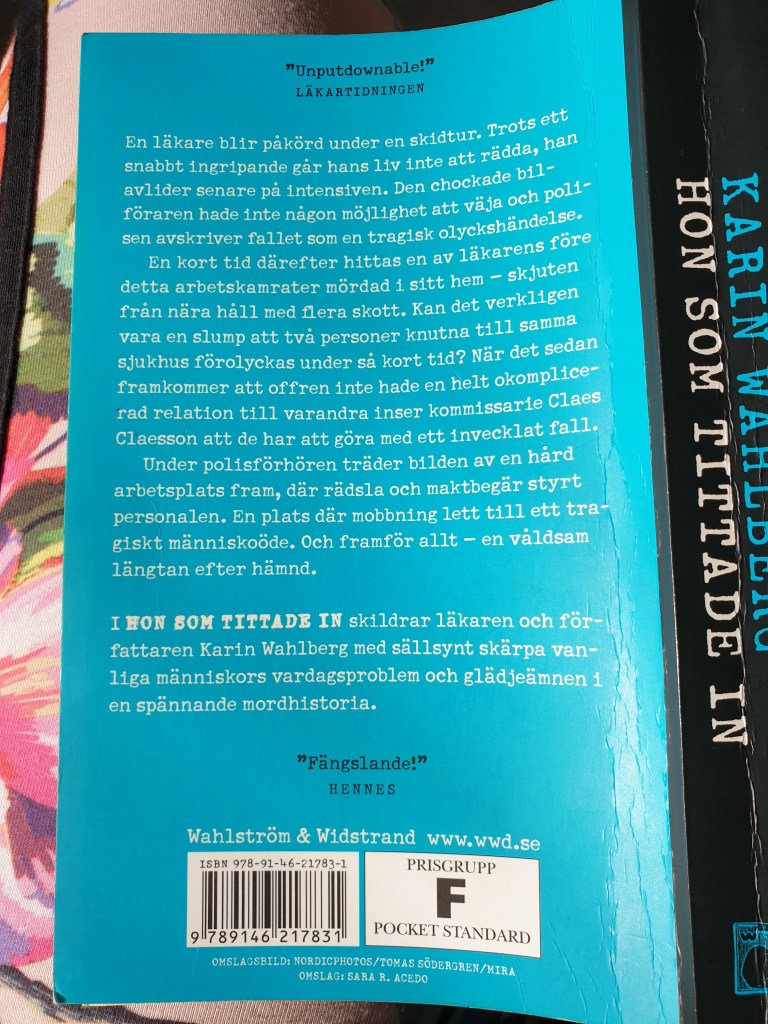 ”Unputdownable!”
LÄKARTIDNINGEN
En läkare blir påkörd under en skidtur. Trots ett
snabbt ingripande går hans liv inte att rädda, han
avlider senare på intensiven. Den chockade bil-
föraren hade inte någon möjlighet att väja och poli-
sen avskriver fallet som en tragisk olyckshändelse.
En kort tid därefter hittas en av läkarens före
detta arbetskamrater mördad i sitt hem – skjuten
från nära håll med flera skott. Kan det verkligen
vara en slump att två personer knutna till samma
sjukhus förolyckas under så kort tid? När det sedan
framkommer att offren inte hade en helt okomplice-
rad relation till varandra inser kommissarie Claes
Claesson att de har att göra med ett invecklat fall.
Under polisförhören träder bilden av en hård
arbetsplats fram, där rädsla och maktbegär styrt
personalen. En plats där mobbning lett till ett tra-
giskt människoöde. Och framför allt – en våldsam
längtan efter hämnd.
I HON SOM TITTADE IN skildrar läkaren och för-
fattaren Karin Wahlberg med sällsynt skärpa van-
liga människors vardagsproblem och glädjeämnen i
en spännande mordhistoria.
”Fängslande!”
HENNES
Wahlström & Widstrand www.wwd.se
ISBN 978-91-46-21783-1
9 789146 217831
PRISGRUPP
F
POCKET STANDARD
OMSLAGSBILD: NORDICPHOTOS/TOMAS SÖDERGREN/MIRA
OMSLAG: SARA R. ACEDO
KARIN WAHLBERG
HON SOM TITTADE IN
W